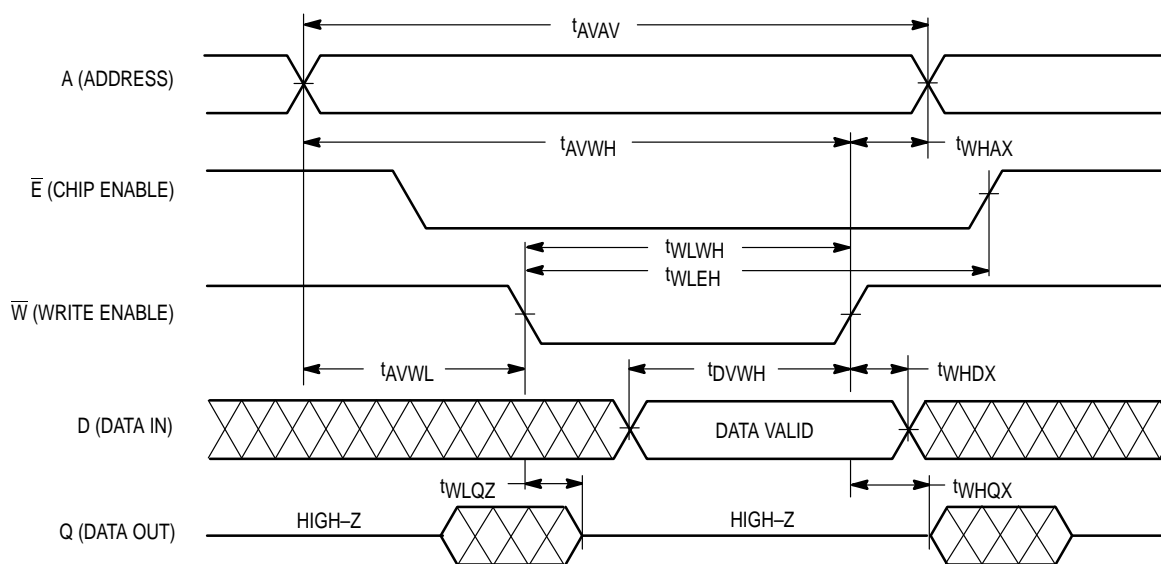 tAVAV
A (ADDRESS)
tAVWH
tWHAX
E (CHIP ENABLE)
tWLWH
tWLEH
W (WRITE ENABLE)
tAVWL
tDVWH
tWHDX
D (DATA IN)
DATA VALID
tWLQZ
tWHQX
Q (DATA OUT)
HIGH–Z
HIGH–Z